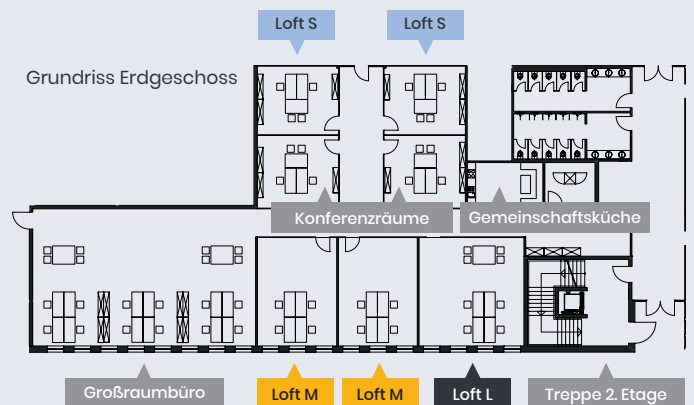 Loft S
Loft S
Grundriss Erdgeschoss
Konferenzräume
Gemeinschaftsküche
Großraumbüro
Loft M
Loft M
Loft L
Treppe 2. Etage